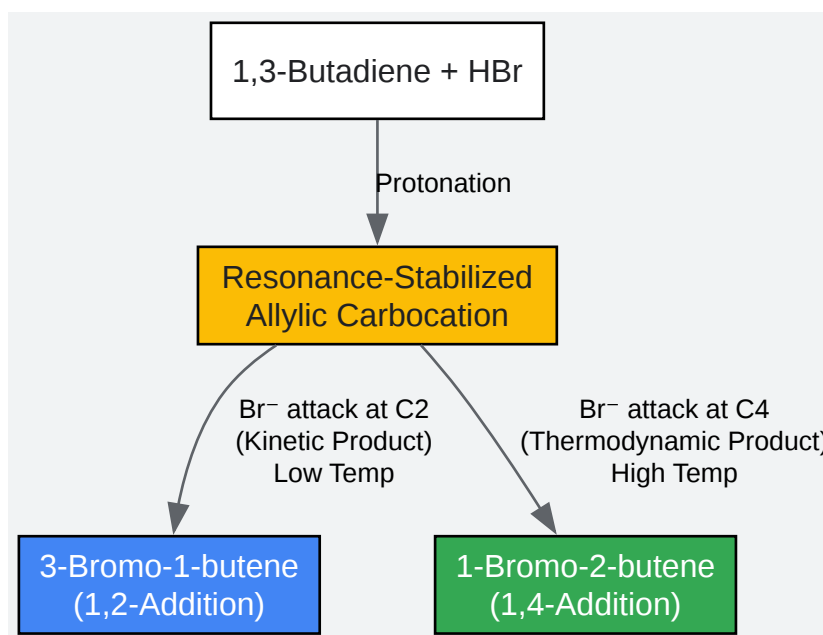 1,3-Butadiene + HBr
Protonation
Resonance-Stabilized
Allylic Carbocation
Br⁻ attack at C2
(Kinetic Product)
Low Temp
Br⁻ attack at C4
(Thermodynamic Product)
High Temp
3-Bromo-1-butene
(1,2-Addition)
1-Bromo-2-butene
(1,4-Addition)